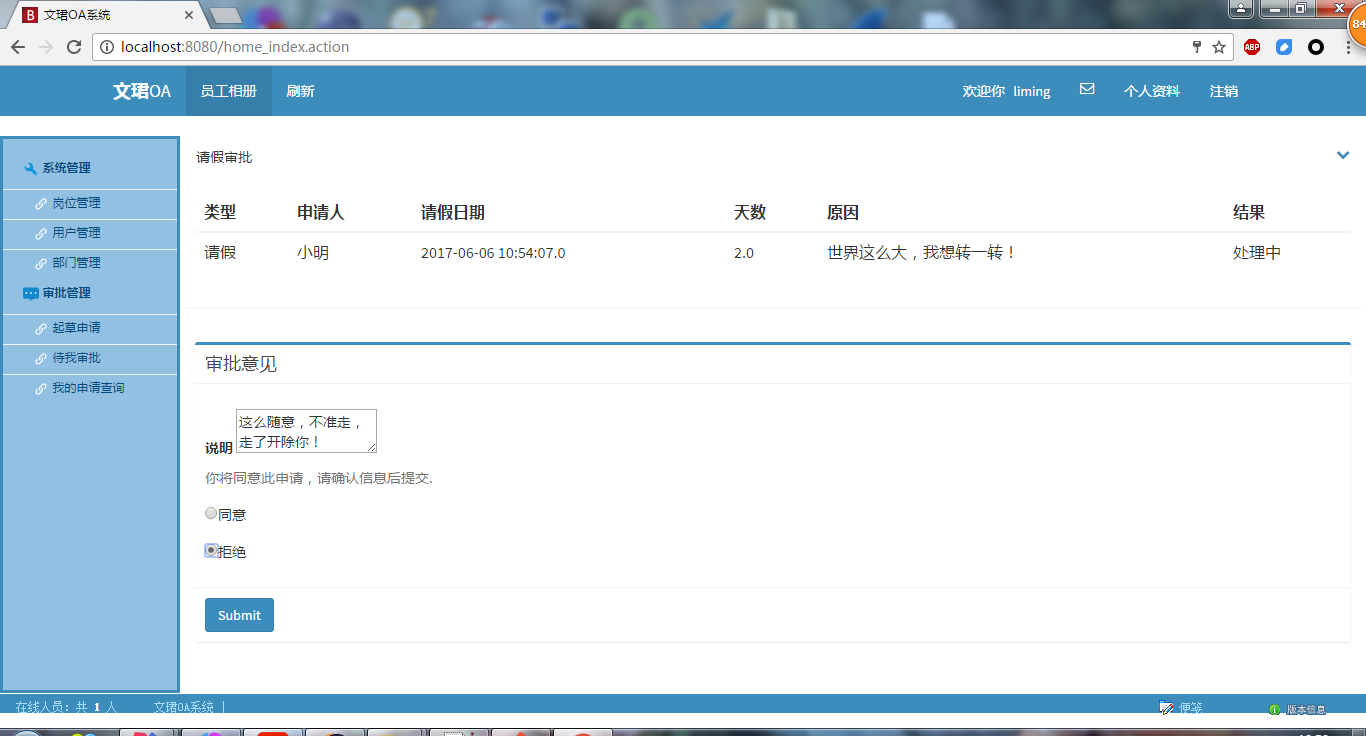 文珺OA系统
84
localhost:8080/home_index.action
ABP
文珺OA 员工相册 刷新 欢迎你 liming 个人资料 注销
系统管理
岗位管理
用户管理
部门管理
审批管理
起草申请
待我审批
我的申请查询
请假审批
类型 申请人 请假日期 天数 原因 结果
请假 小明 2017-06-06 10:54:07.0 2.0 世界这么大，我想转一转！ 处理中
审批意见
说明
这么随意，不准走，
走了开除你！
你将同意此申请，请确认信息后提交.
同意
拒绝
Submit
在线人员: 共 1 人 文珺OA系统 | 便笺 版本信息